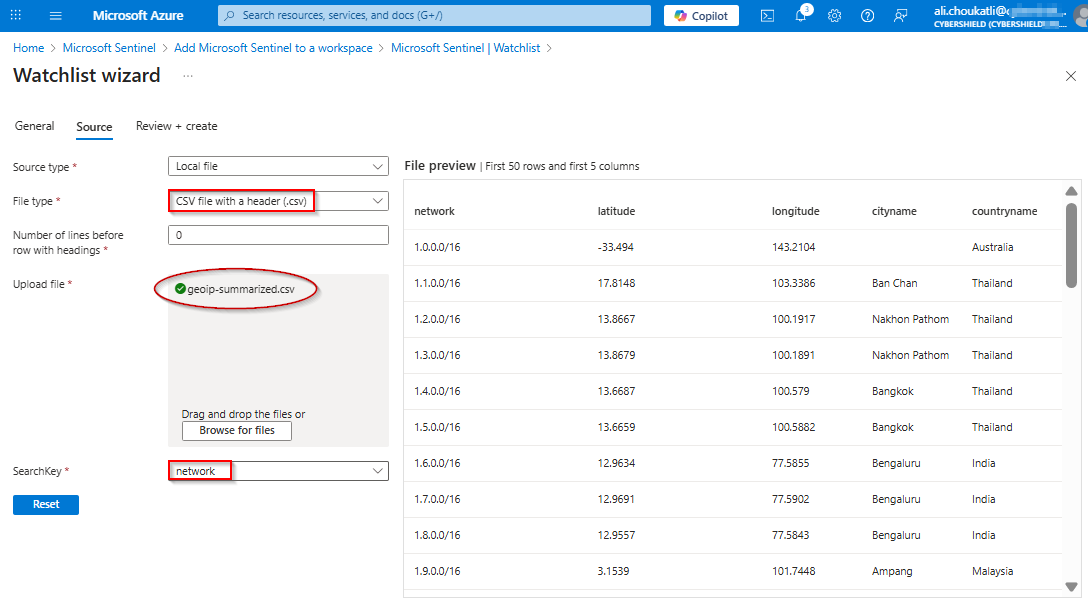 Microsoft Azure
Search resources, services, and docs (G+/)
Copilot
3
ali.choukatli@
CYBERSHIELD (CYBERSHIELD
Home > Microsoft Sentinel > Add Microsoft Sentinel to a workspace > Microsoft Sentinel | Watchlist >
Watchlist wizard ...
General Source Review + create
Source type * Local file
File type * CSV file with a header (.csv)
Number of lines before
row with headings * 0
Upload file * geoip-summarized.csv
Drag and drop the files or
Browse for files
SearchKey * network
Reset
File preview | First 50 rows and first 5 columns
network latitude longitude cityname countryname
1.0.0.0/16 -33.494 143.2104 Australia
1.1.0.0/16 17.8148 103.3386 Ban Chan Thailand
1.2.0.0/16 13.8667 100.1917 Nakhon Pathom Thailand
1.3.0.0/16 13.8679 100.1891 Nakhon Pathom Thailand
1.4.0.0/16 13.6687 100.579 Bangkok Thailand
1.5.0.0/16 13.6659 100.5882 Bangkok Thailand
1.6.0.0/16 12.9634 77.5855 Bengaluru India
1.7.0.0/16 12.9691 77.5902 Bengaluru India
1.8.0.0/16 12.9557 77.5843 Bengaluru India
1.9.0.0/16 3.1539 101.7448 Ampang Malaysia